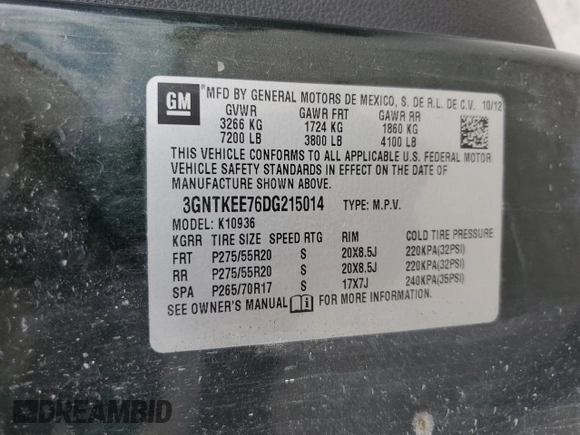 GM
®MFD BY GENERAL MOTORS DE MEXICO, S. DE R.L. DE C.V. 10/12
GVWR GAWR FRT GAWR RR
3266 KG 1724 KG 1860 KG
7200 LB 3800 LB 4100 LB
THIS VEHICLE CONFORMS TO ALL APPLICABLE U.S. FEDERAL MOTOR
VEHICLE SAFETY STANDARDS IN EFFECT ON THE DATE OF
MANUFACTURE SHOWN ABOVE.
3GNTKEE76DG215014 TYPE: M.P.V.
MODEL: K10936
KGRR TIRE SIZE SPEED RTG RIM COLD TIRE PRESSURE
FRT P275/55R20 S 20X8.5J 220KPA(32PSI)
RR P275/55R20 S 20X8.5J 220KPA(32PSI)
SPA P265/70R17 S 17X7J 240KPA(35PSI)
SEE OWNER'S MANUAL FOR MORE INFORMATION.
DREAMBID